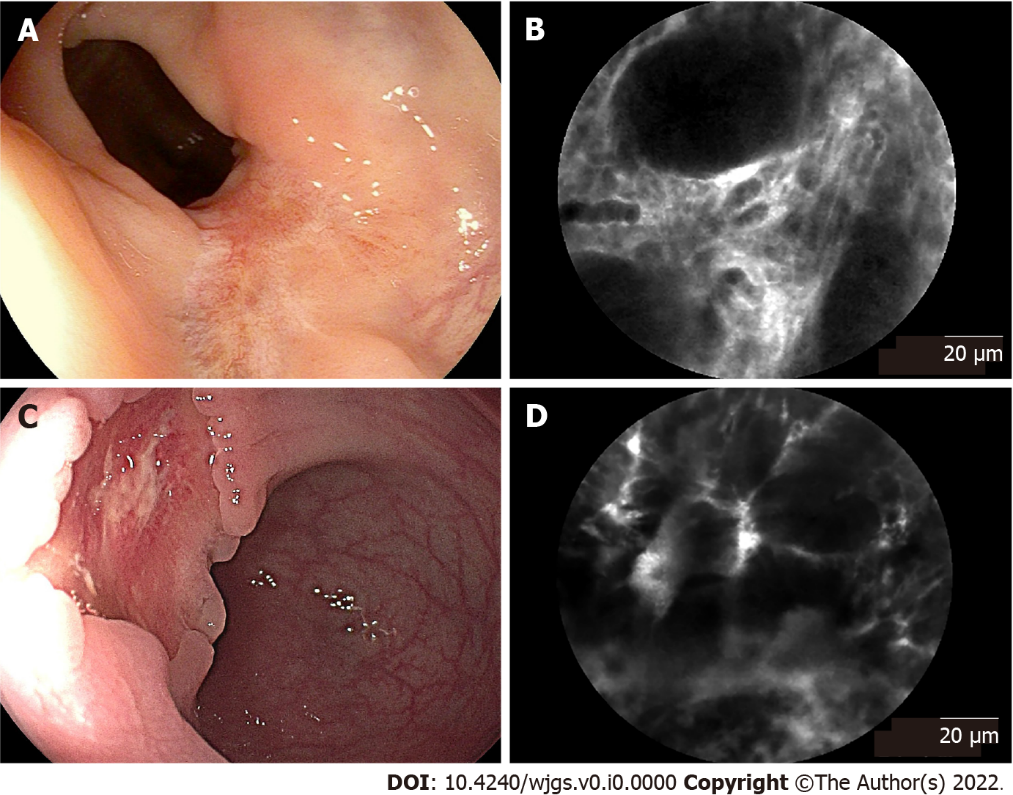 A
B
20 μm
C
D
20 μm
DOI: 10.4240/wjgs.v0.i0.0000 Copyright ©The Author(s) 2022.